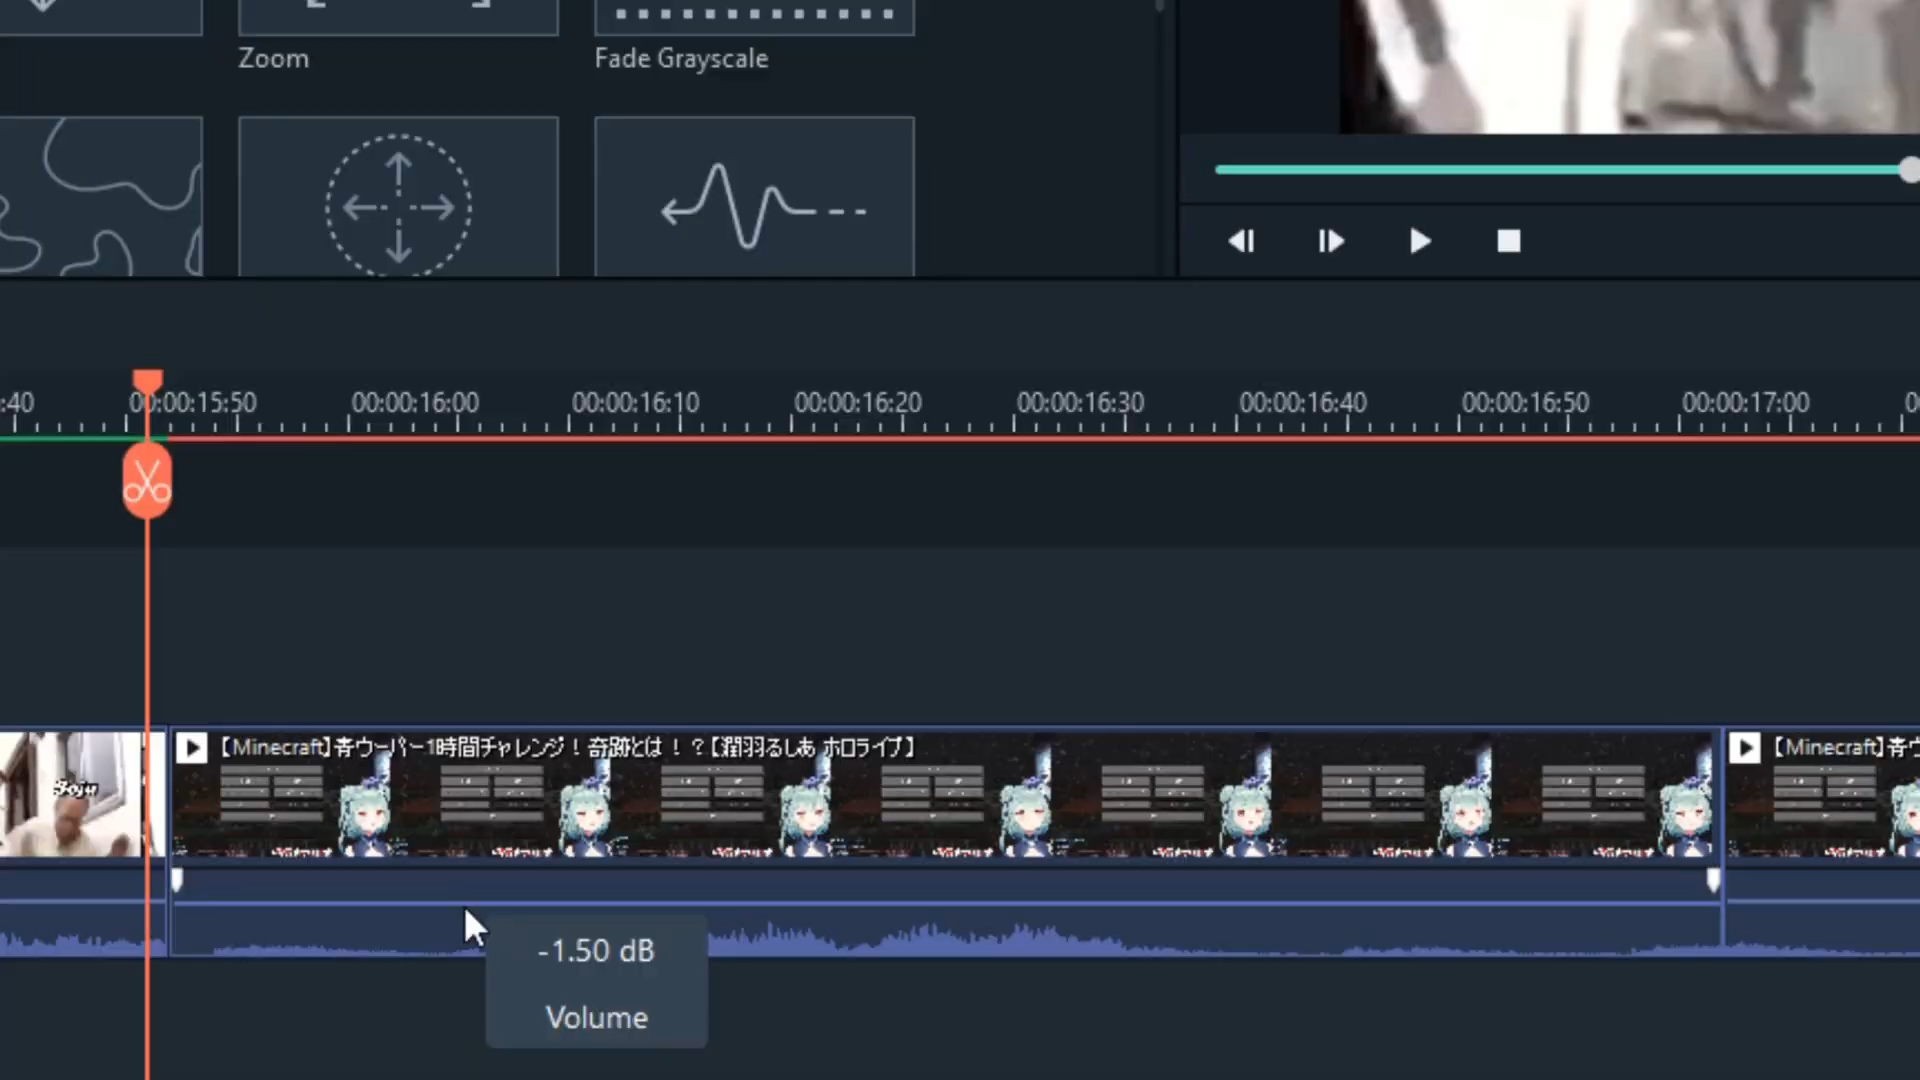 Zoom
Fade Grayscale
:40
00:00:15:50
00:00:16:00
00:00:16:10
00:00:16:20
00:00:16:30
00:00:16:40
00:00:16:50
00:00:17:00
0
Soju
【Minecraft】青ウーパー1時間チャレンジ！奇跡とは！？【潤羽るしあ ホロライブ】
【Minecraft】青ウ
-1.50 dB
Volume